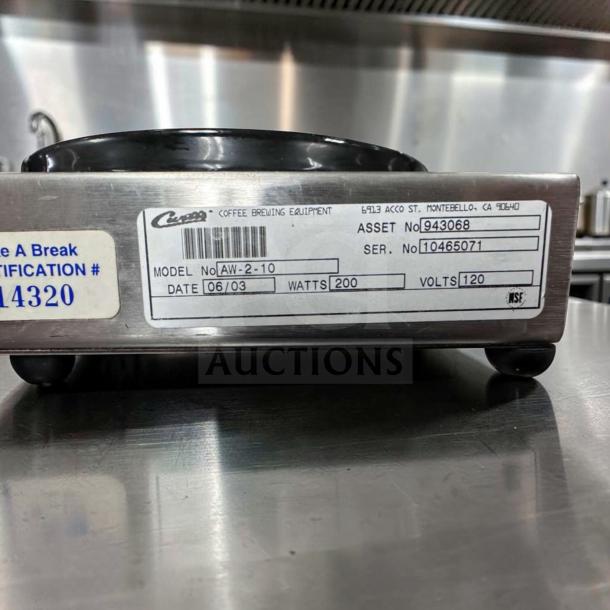 Curtis COFFEE BREWING EQUIPMENT 6913 ACCO ST. MONTEBELLO, CA 90640
ASSET No 943068
SER. No 10465071
MODEL No AW-2-10
DATE 06/03 WATTS 200 VOLTS 120
NSF
e A Break
TIFICATION #
14320
AUCTIONS